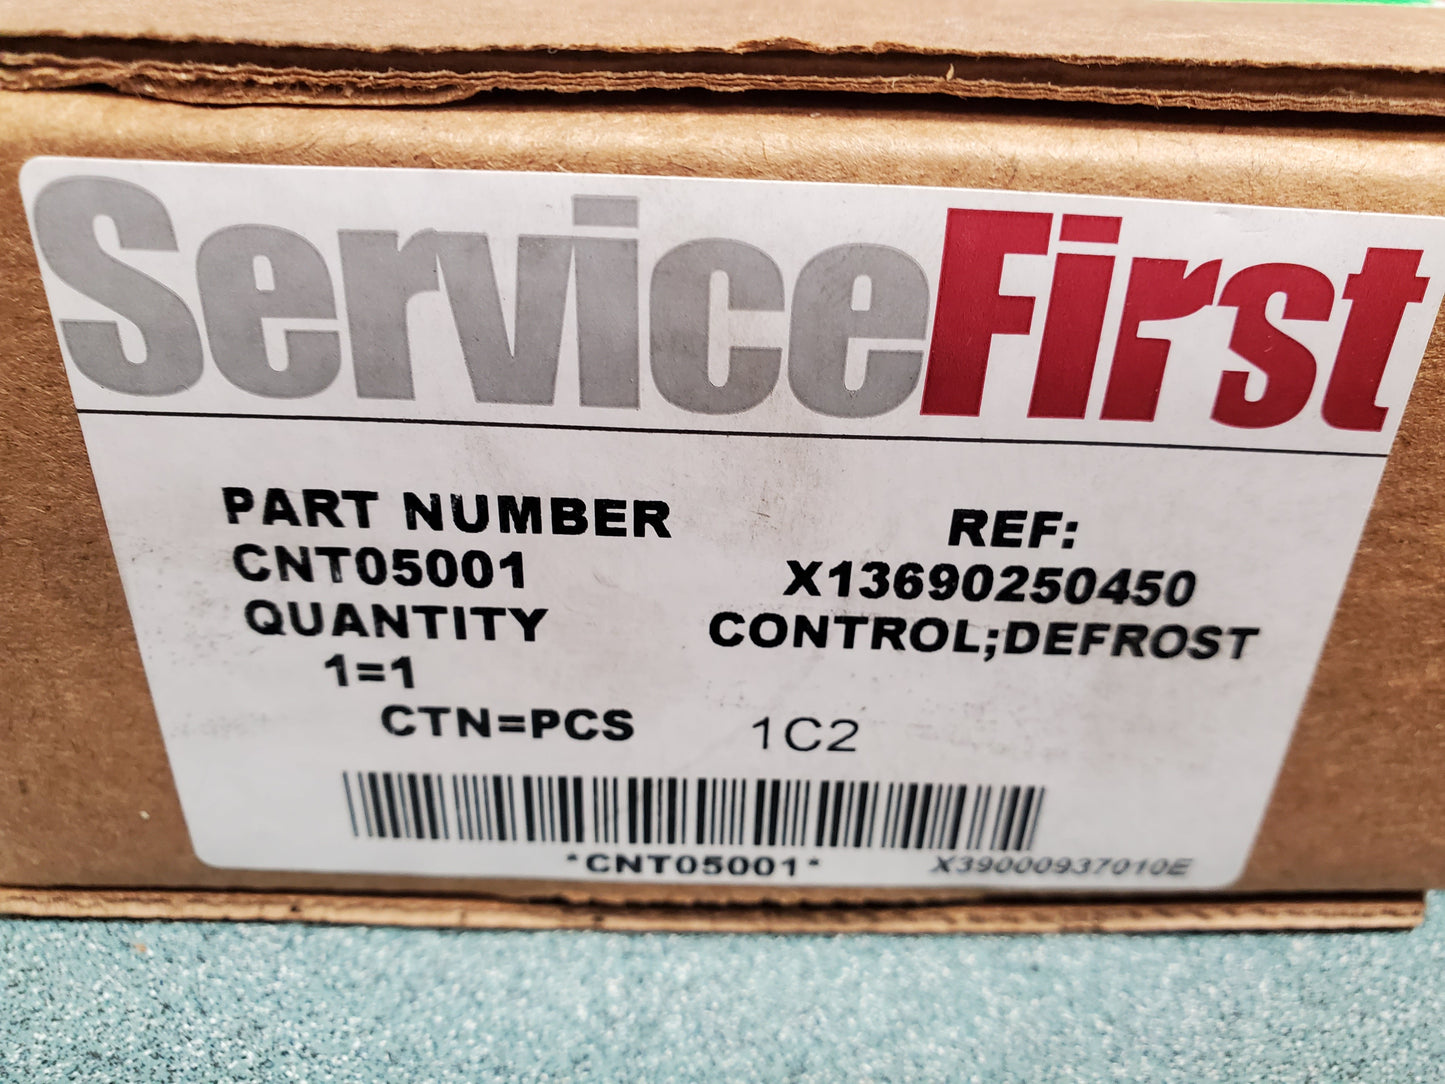 ServiceFirst
PART NUMBER
CNT05001
QUANTITY
1=1
CTN=PCS
REF:
X13690250450
CONTROL;DEFROST
1C2
*CNT05001*
X39000937010E